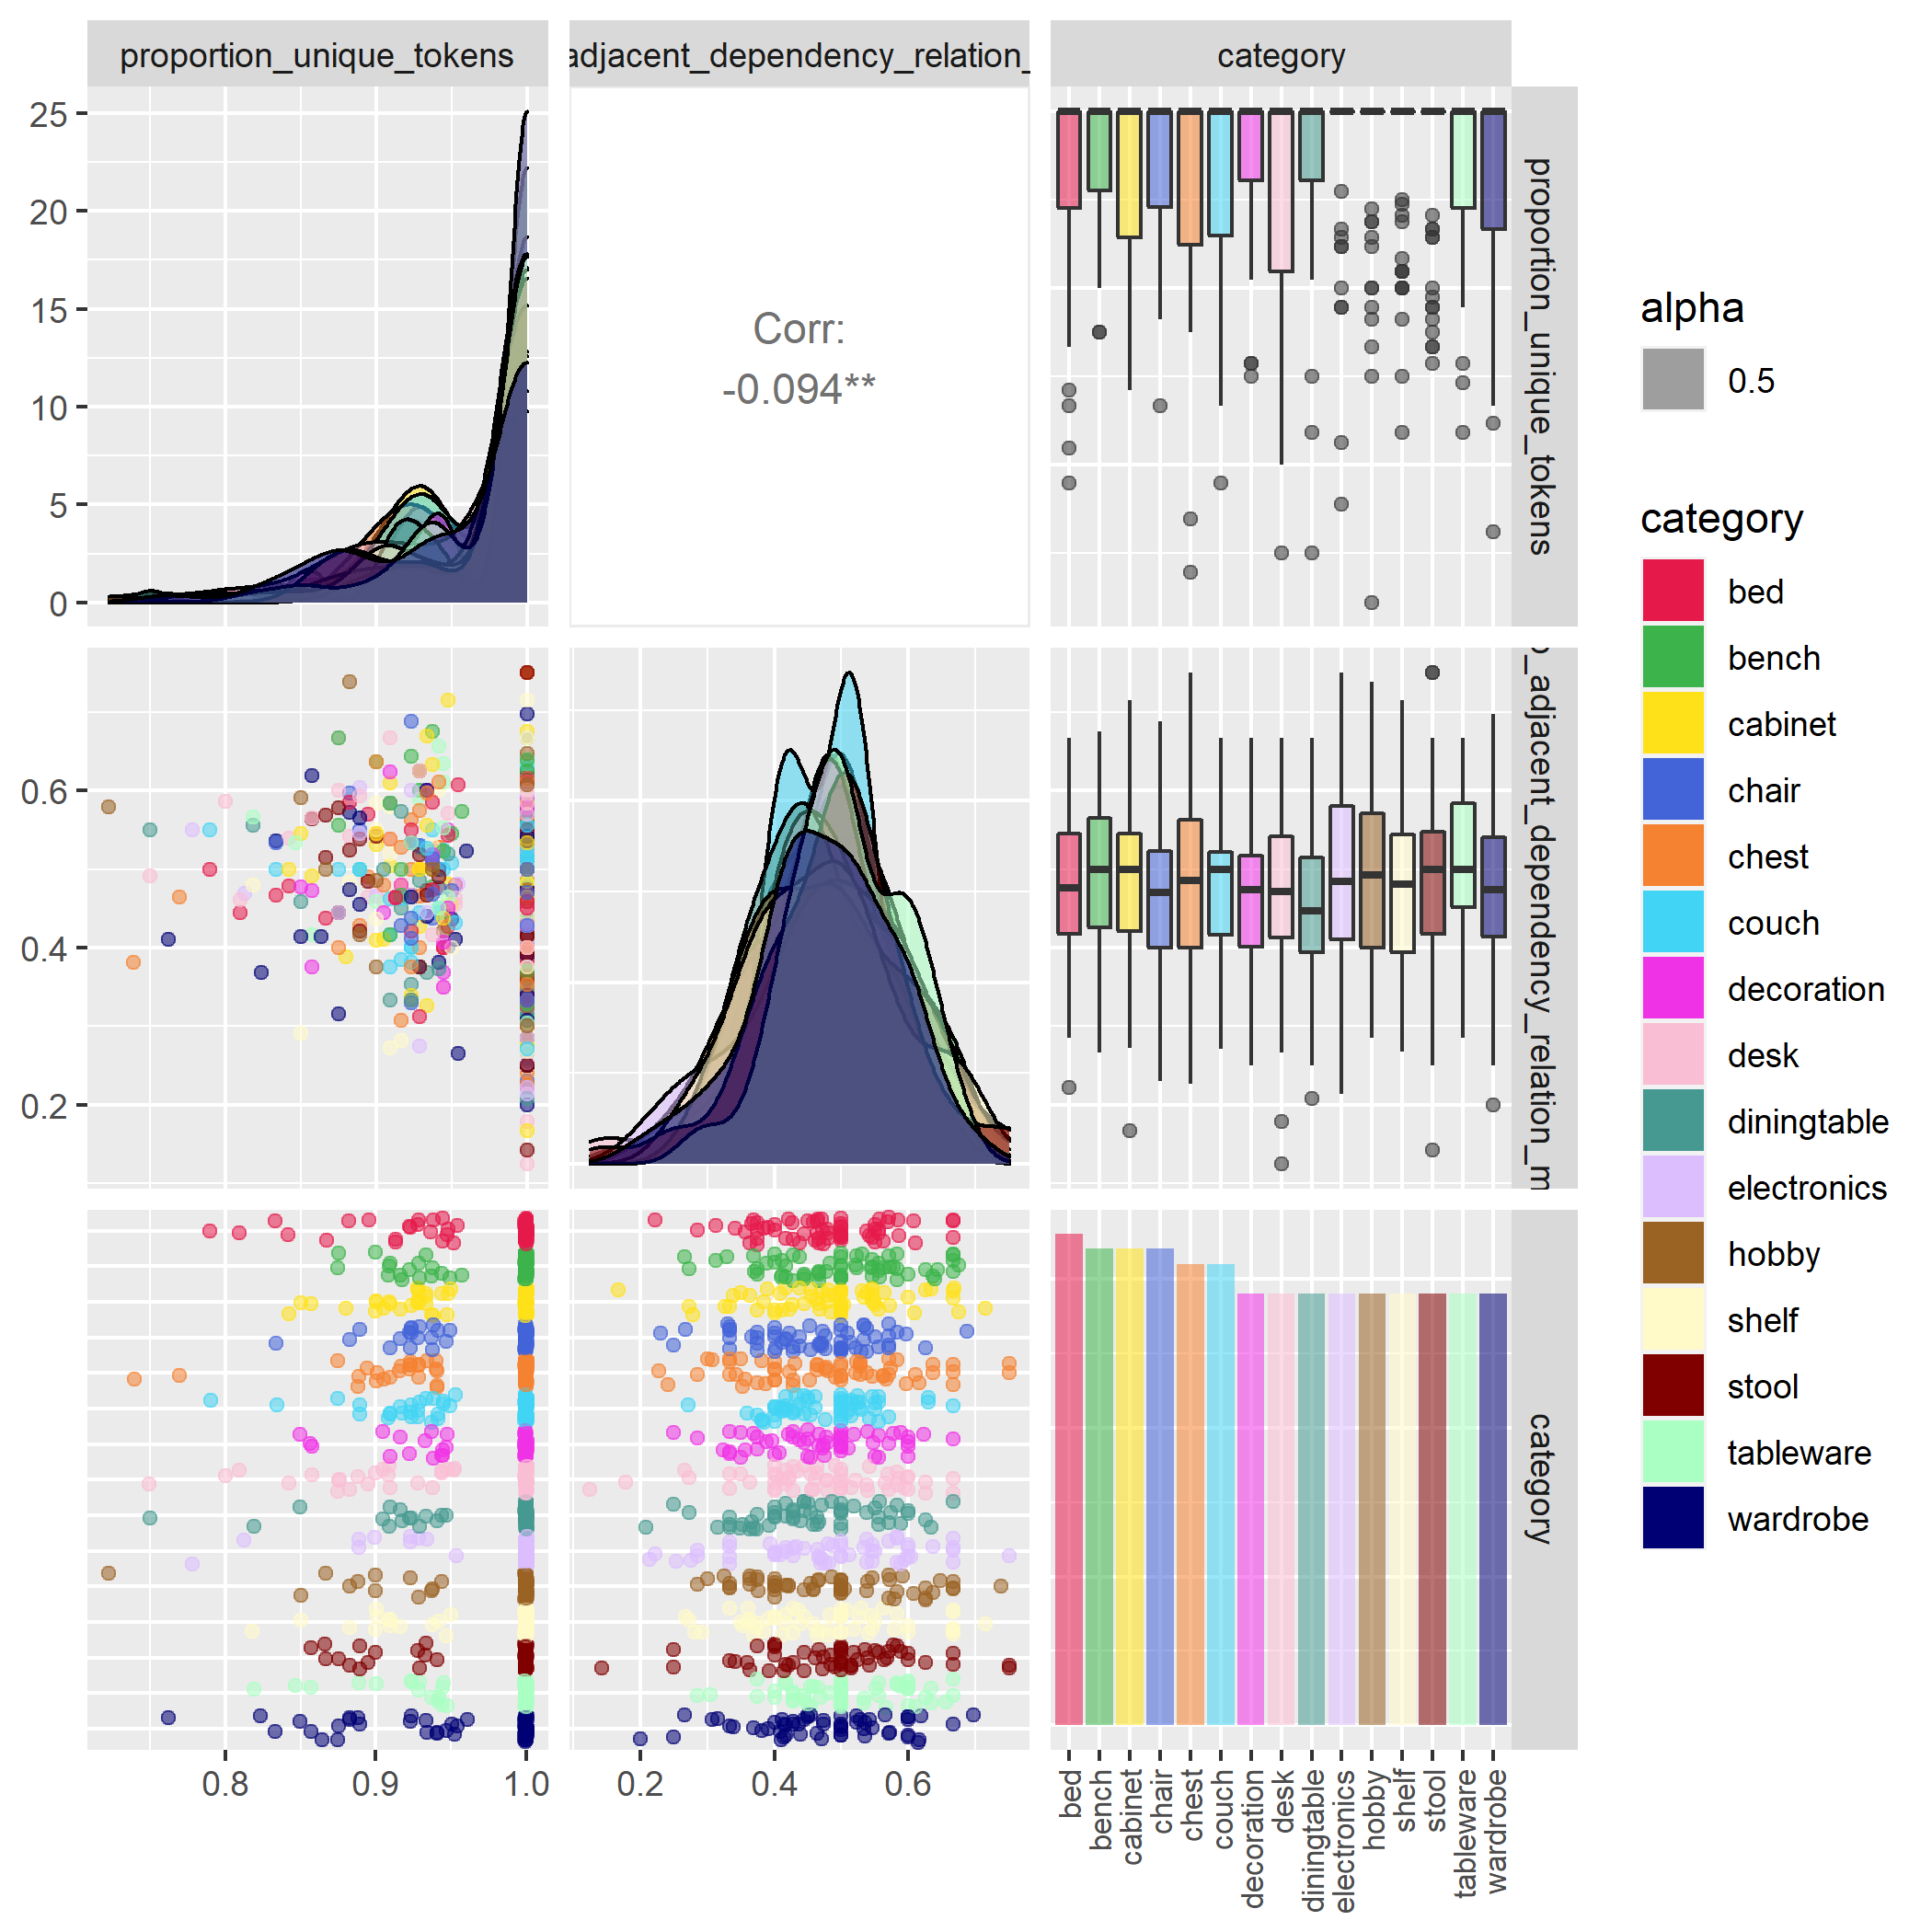 proportion_unique_tokens
adjacent_dependency_relation_
category
25
20
15
10
5
0
Corr:
-0.094**
proportion_unique_tokens
0.6
0.4
0.2
_adjacent_dependency_relation_m
category
0.8
0.9
1.0
0.2
0.4
0.6
bed
bench
cabinet
chair
chest
couch
decoration
desk
diningtable
electronics
hobby
shelf
stool
tableware
wardrobe
alpha
0.5
category
bed
bench
cabinet
chair
chest
couch
decoration
desk
diningtable
electronics
hobby
shelf
stool
tableware
wardrobe